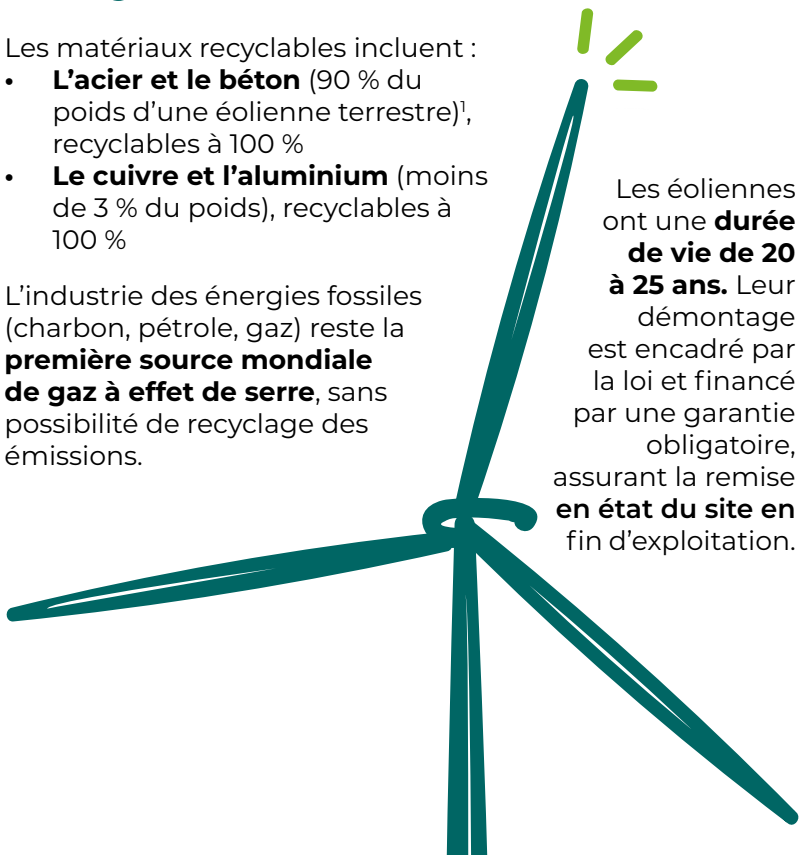 Les matériaux recyclables incluent :
• L'acier et le béton (90 % du
poids d'une éolienne terrestre)¹,
recyclables à 100 %
• Le cuivre et l'aluminium (moins
de 3 % du poids), recyclables à
100 %
L'industrie des énergies fossiles
(charbon, pétrole, gaz) reste la
première source mondiale
de gaz à effet de serre, sans
possibilité de recyclage des
émissions.
Les éoliennes
ont une durée
de vie de 20
à 25 ans. Leur
démontage
est encadré par
la loi et financé
par une garantie
obligatoire,
assurant la remise
en état du site en
fin d'exploitation.